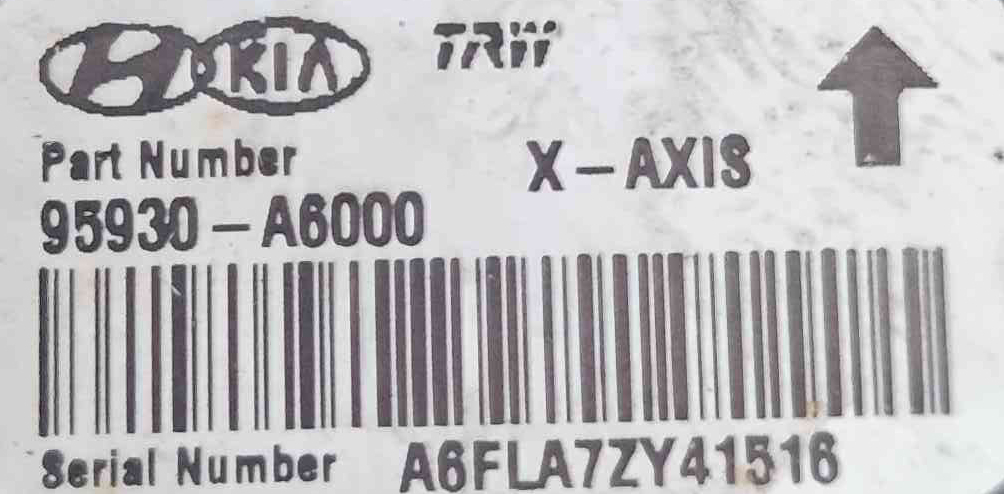 KIA TRW
Part Number
X-AXIS
95930-A6000
Serial Number A6FLA7ZY41516